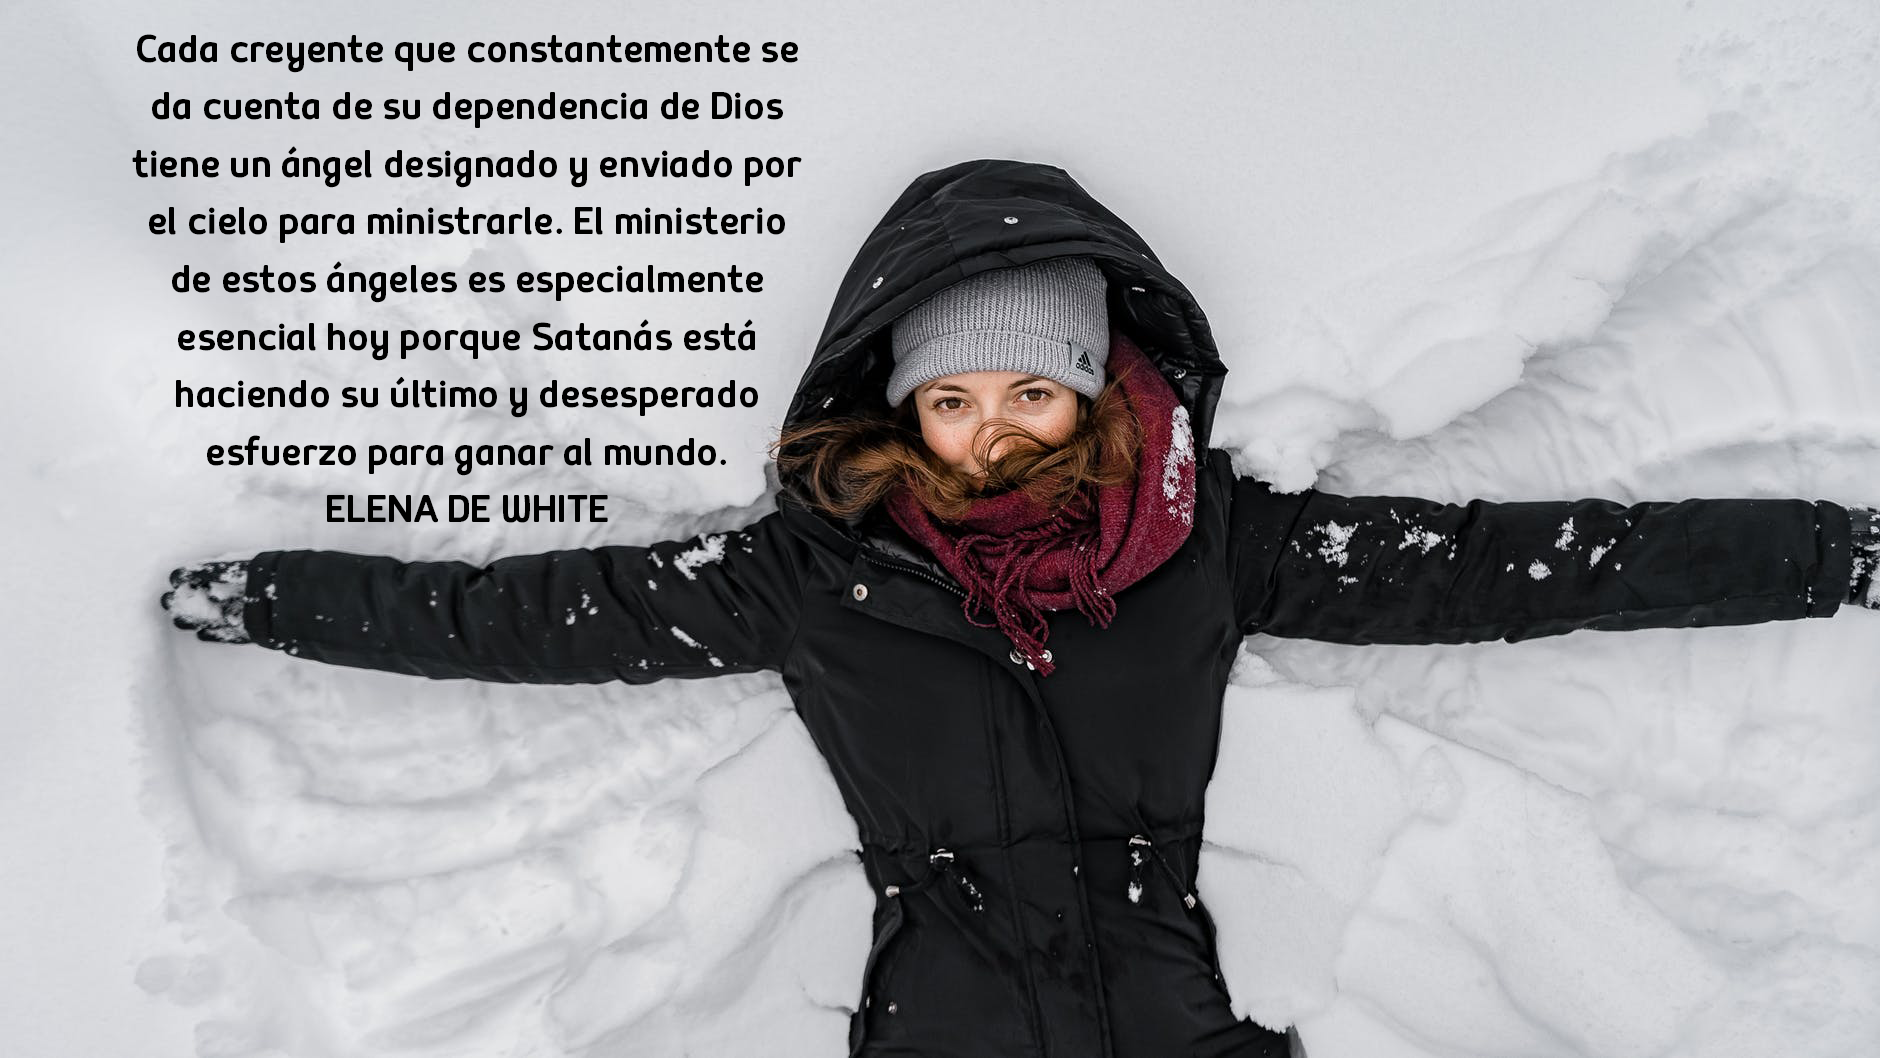 Cada creyente que constantemente se
da cuenta de su dependencia de Dios
tiene un ángel designado y enviado por
el cielo para ministrarle. El ministerio
de estos ángeles es especialmente
esencial hoy porque Satanás está
haciendo su último y desesperado
esfuerzo para ganar al mundo.
ELENA DE WHITE
adidas